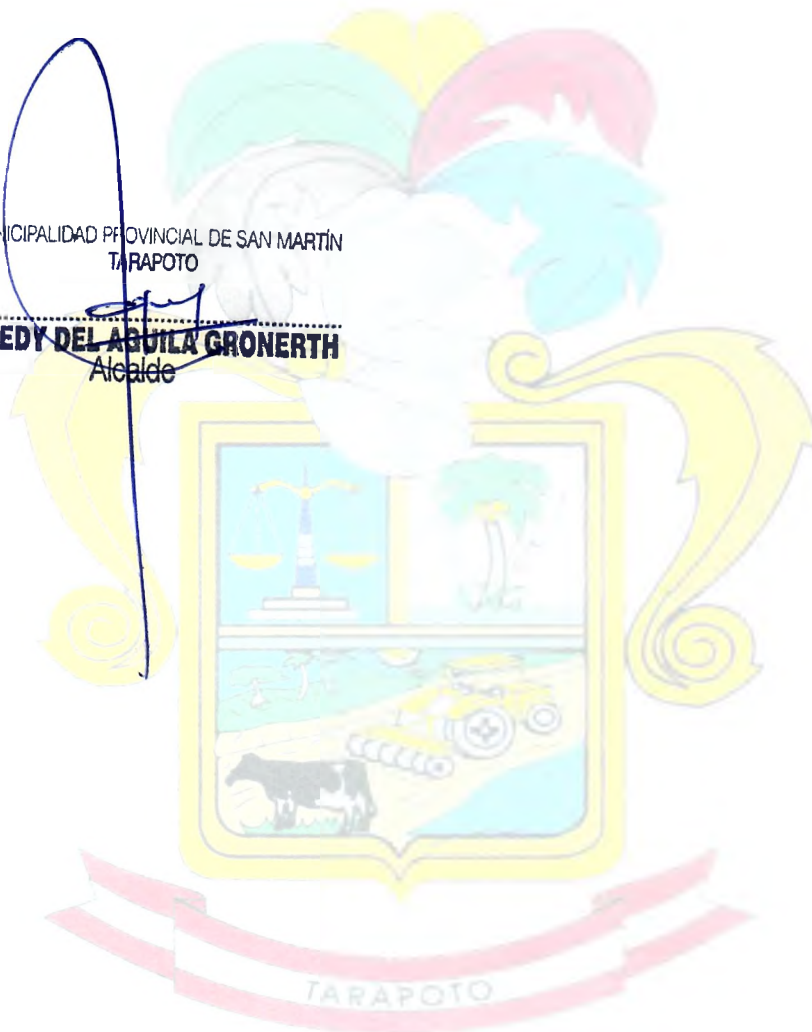 ICIPALIDAD PROVINCIAL DE SAN MARTÍN
TARAPOTO
EDY DEL AGUILA GRONERTH
Alcalde
TARAPOTO